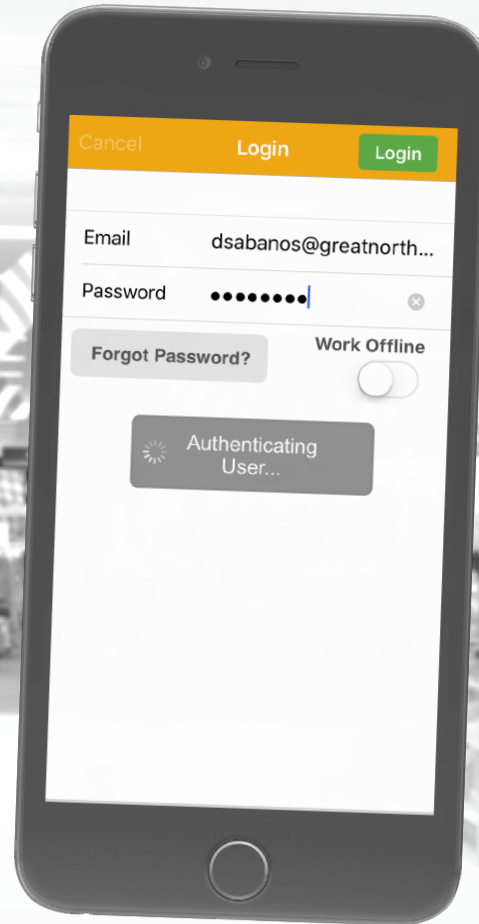 Cancel Login Login
Email dsabanos@greatnorth...
Password ●●●●●●●●
Forgot Password? Work Offline
Authenticating
User...